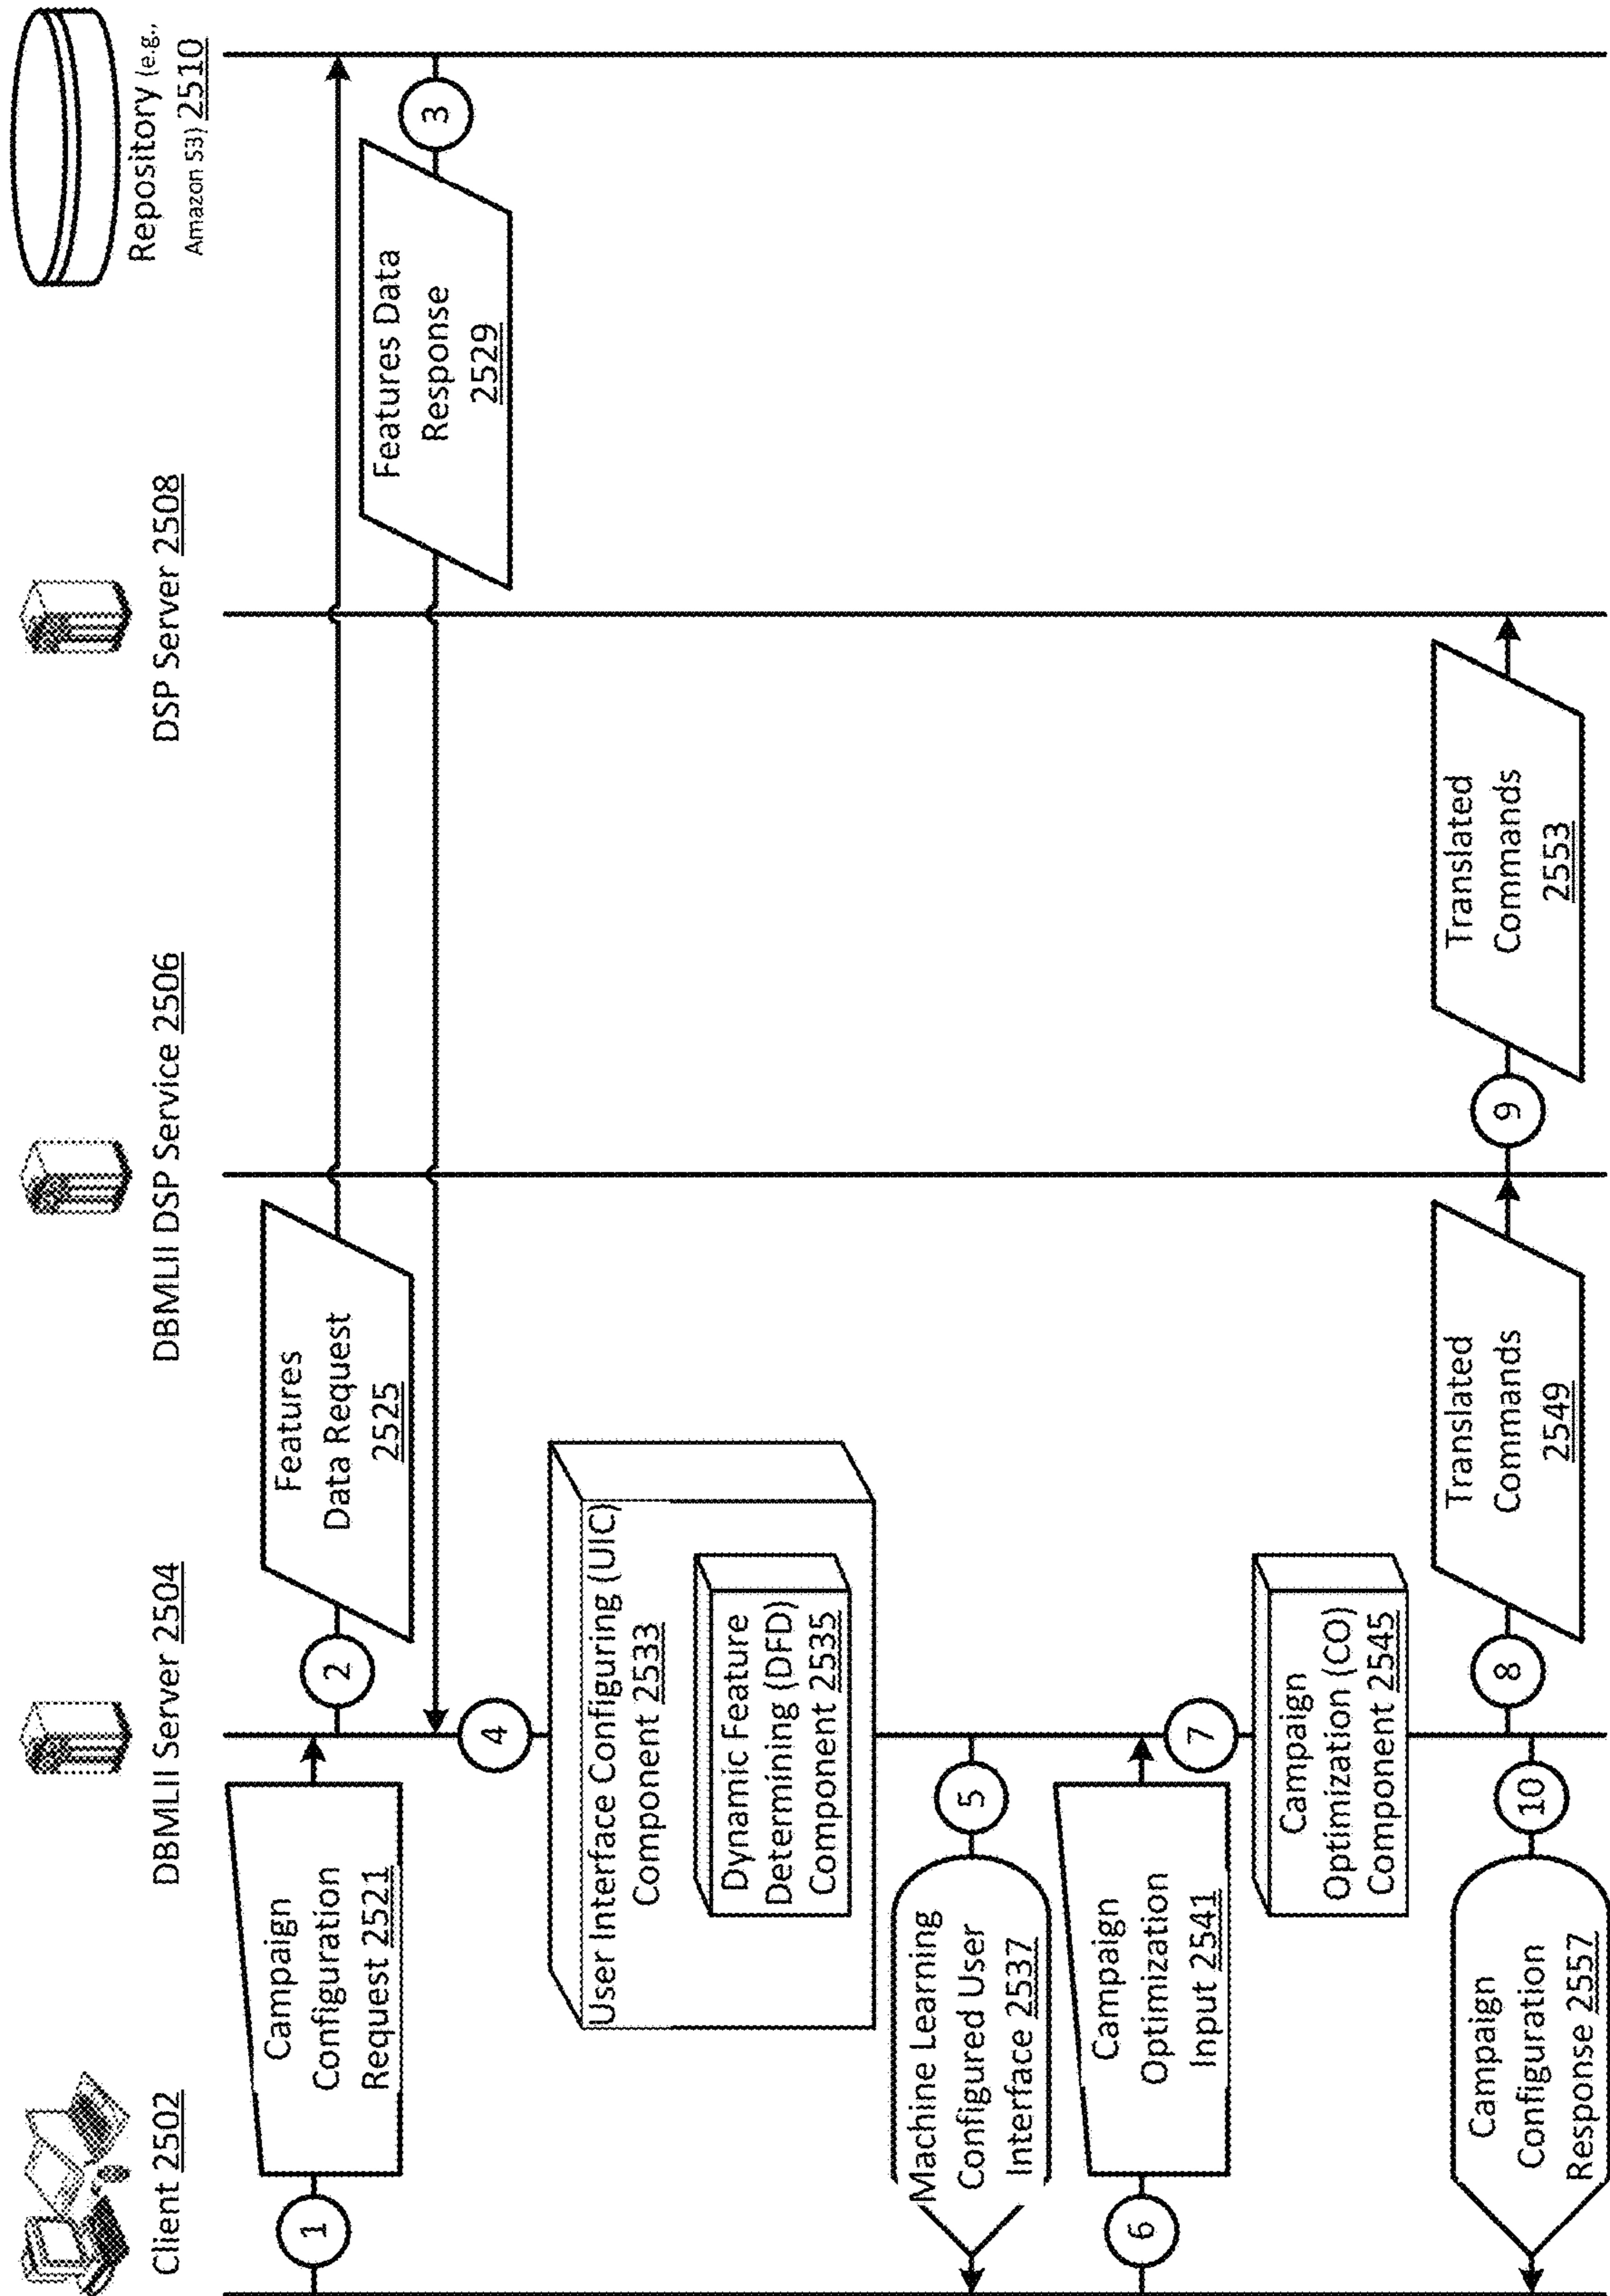 Client 2502
DBMLII Server 2504
DBMLII DSP Service 2506
DSP Server 2508
Repository (e.g.,
Amazon S3) 2510
1
Campaign
Configuration
Request 2521
2
Features
Data Request
2525
3
Features Data
Response
2529
4
User Interface Configuring (UIC)
Component 2533
Dynamic Feature
Determining (DFD)
Component 2535
5
Machine Learning
Configured User
Interface 2537
6
Campaign
Optimization
Input 2541
7
Campaign
Optimization (CO)
Component 2545
8
Translated
Commands
2549
9
Translated
Commands
2553
10
Campaign
Configuration
Response 2557